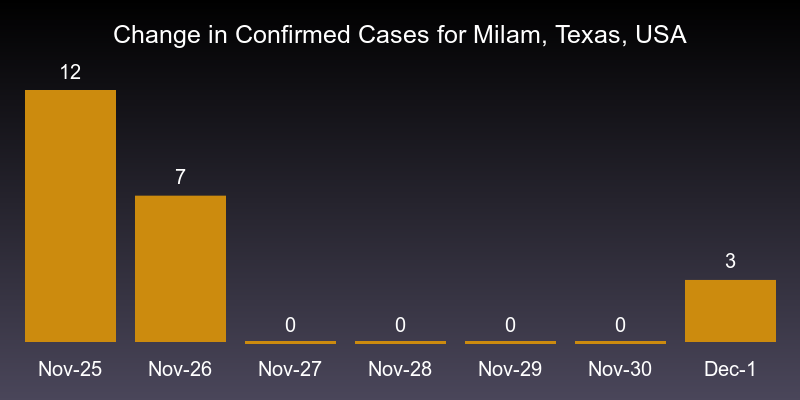 Change in Confirmed Cases for Milam, Texas, USA
12
7
0
0
0
0
3
Nov-25
Nov-26
Nov-27
Nov-28
Nov-29
Nov-30
Dec-1